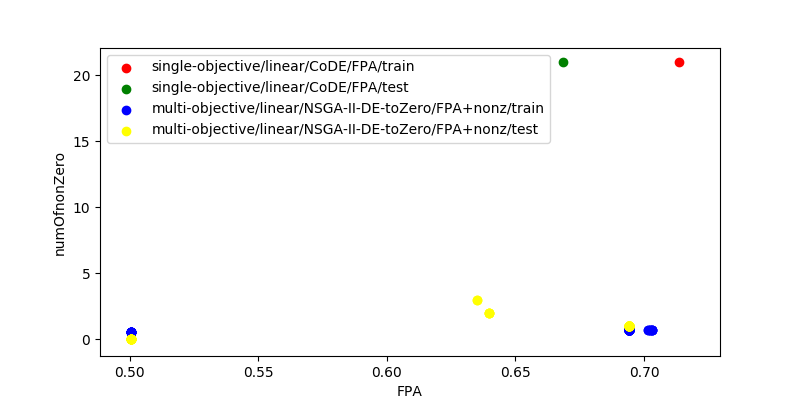 single-objective/linear/CoDE/FPA/train
single-objective/linear/CoDE/FPA/test
multi-objective/linear/NSGA-II-DE-toZero/FPA+nonz/train
multi-objective/linear/NSGA-II-DE-toZero/FPA+nonz/test
numOfnonZero
20
15
10
5
0
0.50 0.55 0.60 0.65 0.70
FPA